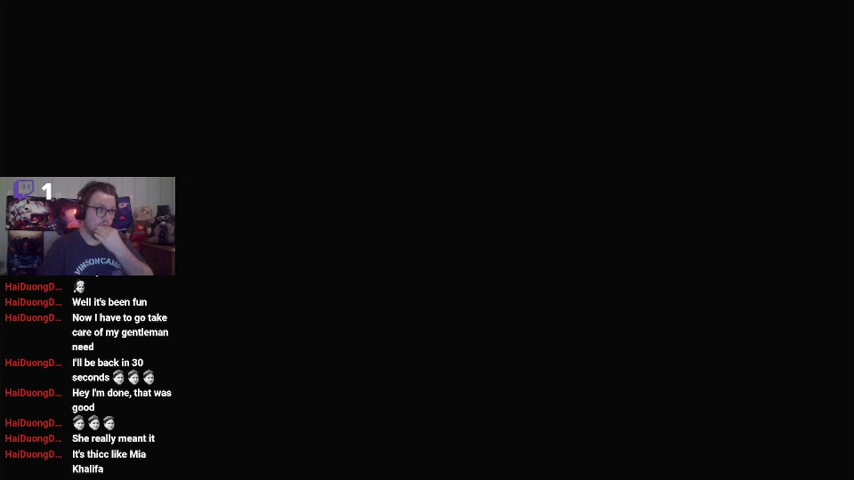 1
VINSONCAM
HaiDuongD...
HaiDuongD... Well it's been fun
HaiDuongD... Now I have to go take
care of my gentleman
need
HaiDuongD... I'll be back in 30
seconds
HaiDuongD... Hey I'm done, that was
good
HaiDuongD...
HaiDuongD... She really meant it
HaiDuongD... It's thicc like Mia
Khalifa